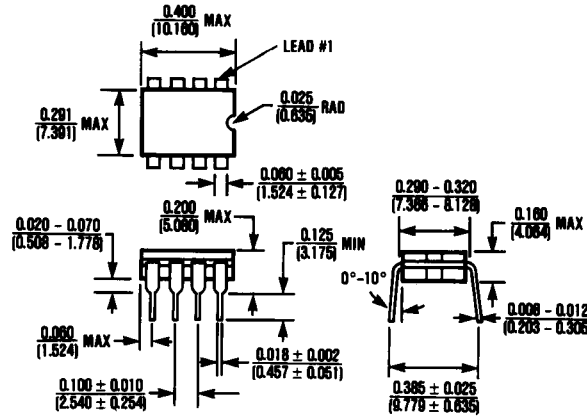 0.400 MAX
(10.160)
LEAD #1
0.291 MAX
(7.391)
0.025 RAD
(0.635)
0.060 ± 0.005
(1.524 ± 0.127)
0.290 - 0.320
(7.366 - 8.128)
0.200 MAX
(5.080)
0.020 - 0.070
(0.508 - 1.778)
0.125 MIN
(3.175)
0.160 MAX
(4.064)
0°-10°
0.008 - 0.012
(0.203 - 0.305)
0.060 MAX
(1.524)
0.018 ± 0.002
(0.457 ± 0.051)
0.100 ± 0.010
(2.540 ± 0.254)
0.385 ± 0.025
(9.779 ± 0.635)